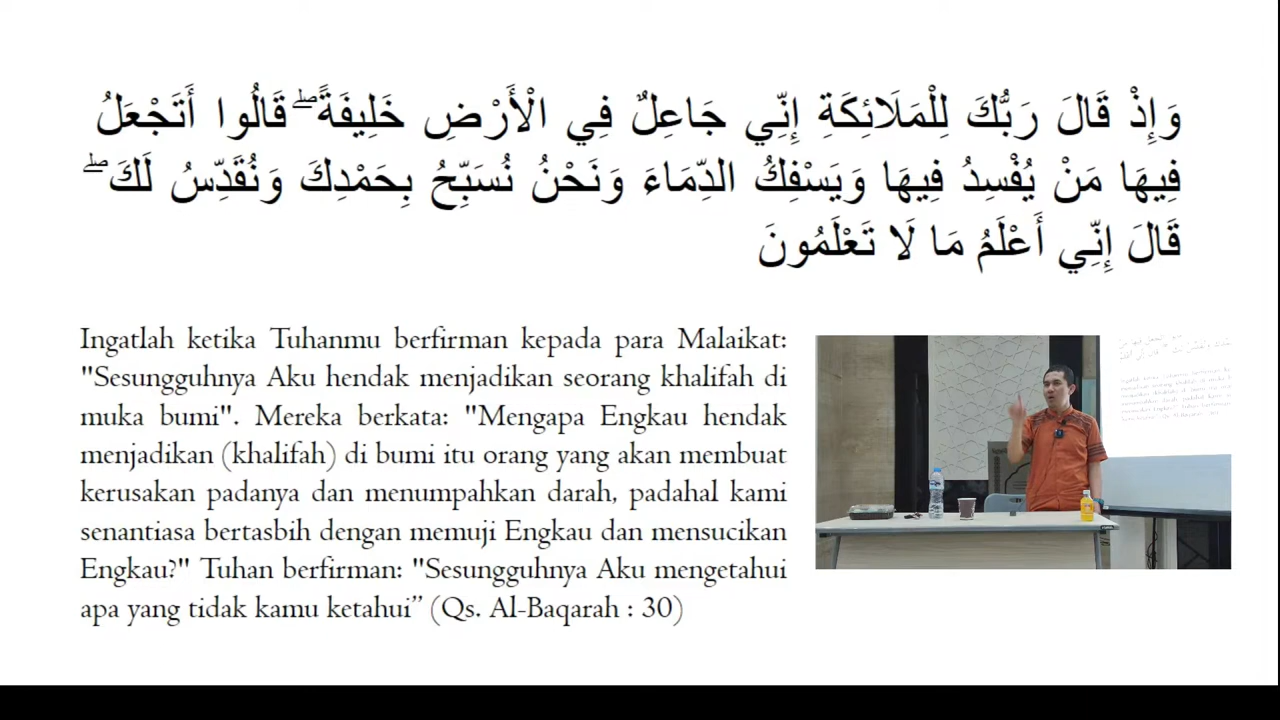 وَإِذْ قَالَ رَبُّكَ لِلْمَلَائِكَةِ إِنِّي جَاعِلٌ فِي الْأَرْضِ خَلِيفَةً ۖ قَالُوا أَتَجْعَلُ
فِيهَا مَنْ يُفْسِدُ فِيهَا وَيَسْفِكُ الدِّمَاءَ وَنَحْنُ نُسَبِّحُ بِحَمْدِكَ وَنُقَدِّسُ لَكَ ۖ
قَالَ إِنِّي أَعْلَمُ مَا لَا تَعْلَمُونَ
Ingatlah ketika Tuhanmu berfirman kepada para Malaikat:
"Sesungguhnya Aku hendak menjadikan seorang khalifah di
muka bumi". Mereka berkata: "Mengapa Engkau hendak
menjadikan (khalifah) di bumi itu orang yang akan membuat
kerusakan padanya dan menumpahkan darah, padahal kami
senantiasa bertasbih dengan memuji Engkau dan mensucikan
Engkau?" Tuhan berfirman: "Sesungguhnya Aku mengetahui
apa yang tidak kamu ketahui” (Qs. Al-Baqarah : 30)